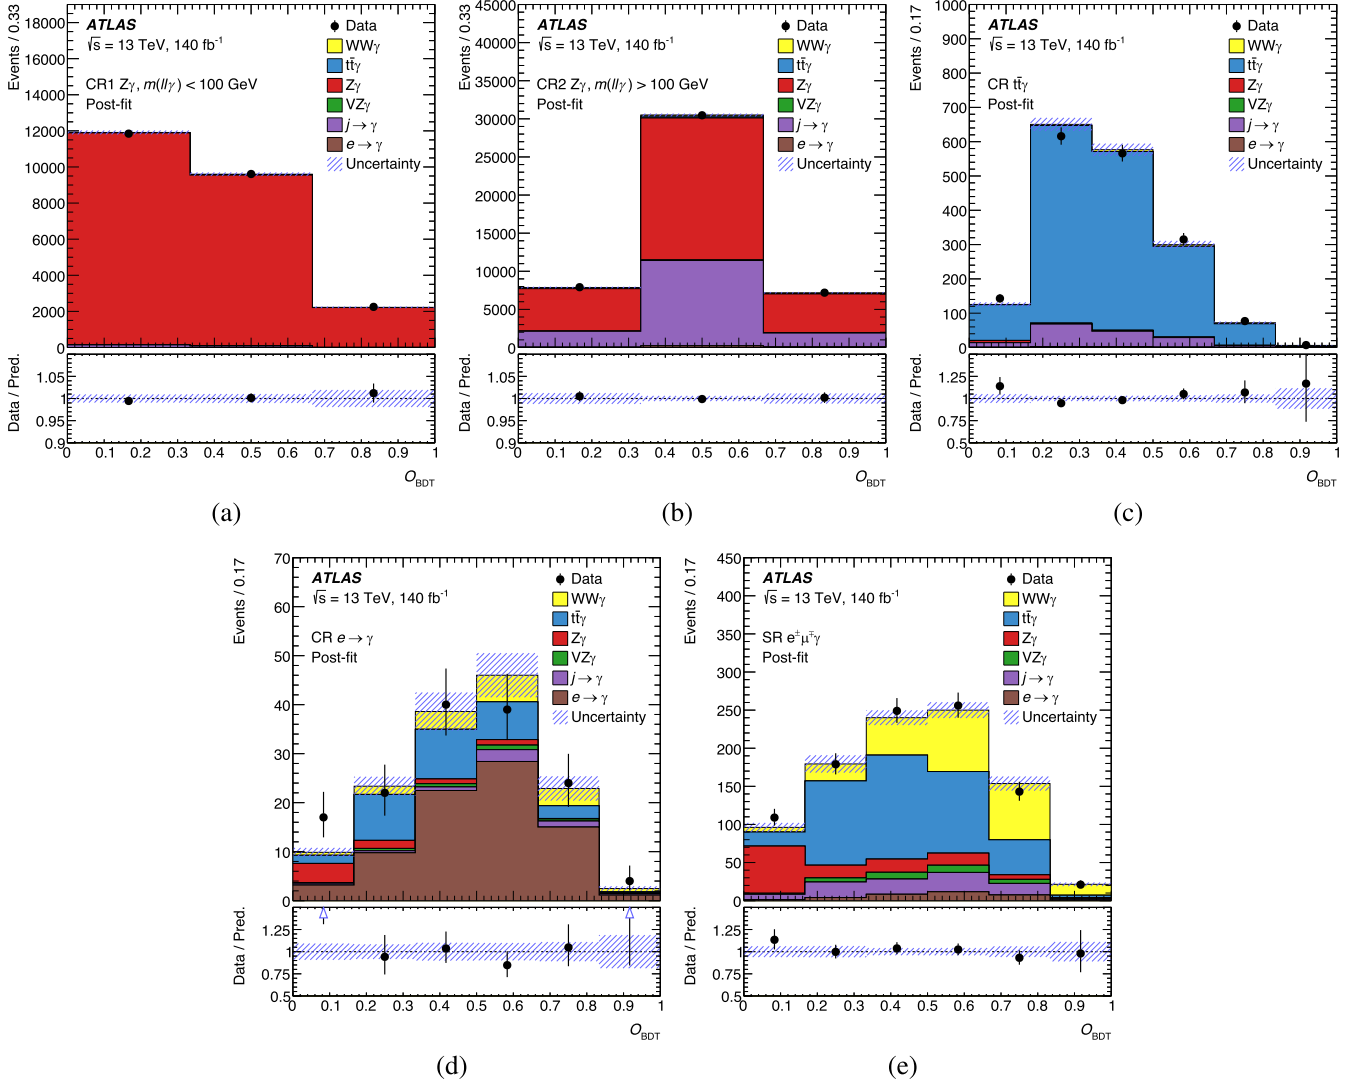 Events / 0.33
18000
16000
14000
12000
10000
8000
6000
4000
2000
0
ATLAS
√s = 13 TeV, 140 fb⁻¹
CR1 Zγ, m(llγ) < 100 GeV
Post-fit
Data
WWγ
tt̄γ
Zγ
VZγ
j → γ
e → γ
Uncertainty
Data / Pred.
1.05
1
0.95
0.9
0 0.1 0.2 0.3 0.4 0.5 0.6 0.7 0.8 0.9 1
O_BDT
(a)
Events / 0.33
45000
40000
35000
30000
25000
20000
15000
10000
5000
0
ATLAS
√s = 13 TeV, 140 fb⁻¹
CR2 Zγ, m(llγ) > 100 GeV
Post-fit
Data
WWγ
tt̄γ
Zγ
VZγ
j → γ
e → γ
Uncertainty
Data / Pred.
1.05
1
0.95
0.9
0 0.1 0.2 0.3 0.4 0.5 0.6 0.7 0.8 0.9 1
O_BDT
(b)
Events / 0.17
1000
900
800
700
600
500
400
300
200
100
0
ATLAS
√s = 13 TeV, 140 fb⁻¹
CR tt̄γ
Post-fit
Data
WWγ
tt̄γ
Zγ
VZγ
j → γ
e → γ
Uncertainty
Data / Pred.
1.25
1
0.75
0.5
0 0.1 0.2 0.3 0.4 0.5 0.6 0.7 0.8 0.9 1
O_BDT
(c)
Events / 0.17
70
60
50
40
30
20
10
0
ATLAS
√s = 13 TeV, 140 fb⁻¹
CR e → γ
Post-fit
Data
WWγ
tt̄γ
Zγ
VZγ
j → γ
e → γ
Uncertainty
Data / Pred.
1.25
1
0.75
0.5
0 0.1 0.2 0.3 0.4 0.5 0.6 0.7 0.8 0.9 1
O_BDT
(d)
Events / 0.17
450
400
350
300
250
200
150
100
50
0
ATLAS
√s = 13 TeV, 140 fb⁻¹
SR e±μ∓γ
Post-fit
Data
WWγ
tt̄γ
Zγ
VZγ
j → γ
e → γ
Uncertainty
Data / Pred.
1.25
1
0.75
0.5
0 0.1 0.2 0.3 0.4 0.5 0.6 0.7 0.8 0.9 1
O_BDT
(e)